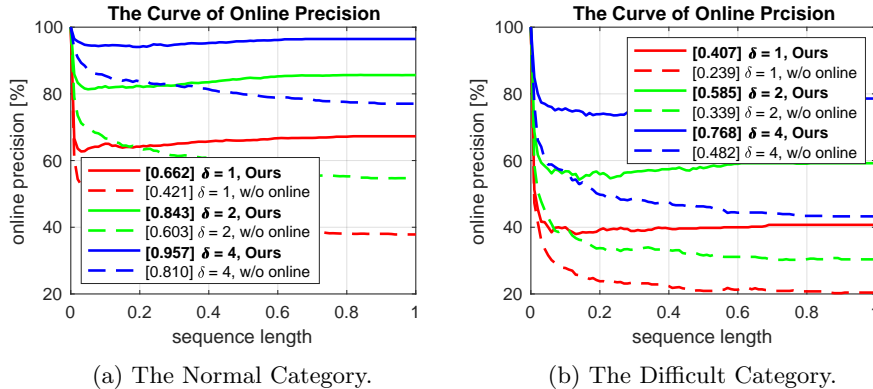 The Curve of Online Precision
online precision [%]
100
80
60
40
20
[0.662] δ = 1, Ours
[0.421] δ = 1, w/o online
[0.843] δ = 2, Ours
[0.603] δ = 2, w/o online
[0.957] δ = 4, Ours
[0.810] δ = 4, w/o online
0 0.2 0.4 0.6 0.8 1
sequence length
(a) The Normal Category.
The Curve of Online Prcision
online precision [%]
100
80
60
40
20
[0.407] δ = 1, Ours
[0.239] δ = 1, w/o online
[0.585] δ = 2, Ours
[0.339] δ = 2, w/o online
[0.768] δ = 4, Ours
[0.482] δ = 4, w/o online
0 0.2 0.4 0.6 0.8 1
sequence length
(b) The Difficult Category.